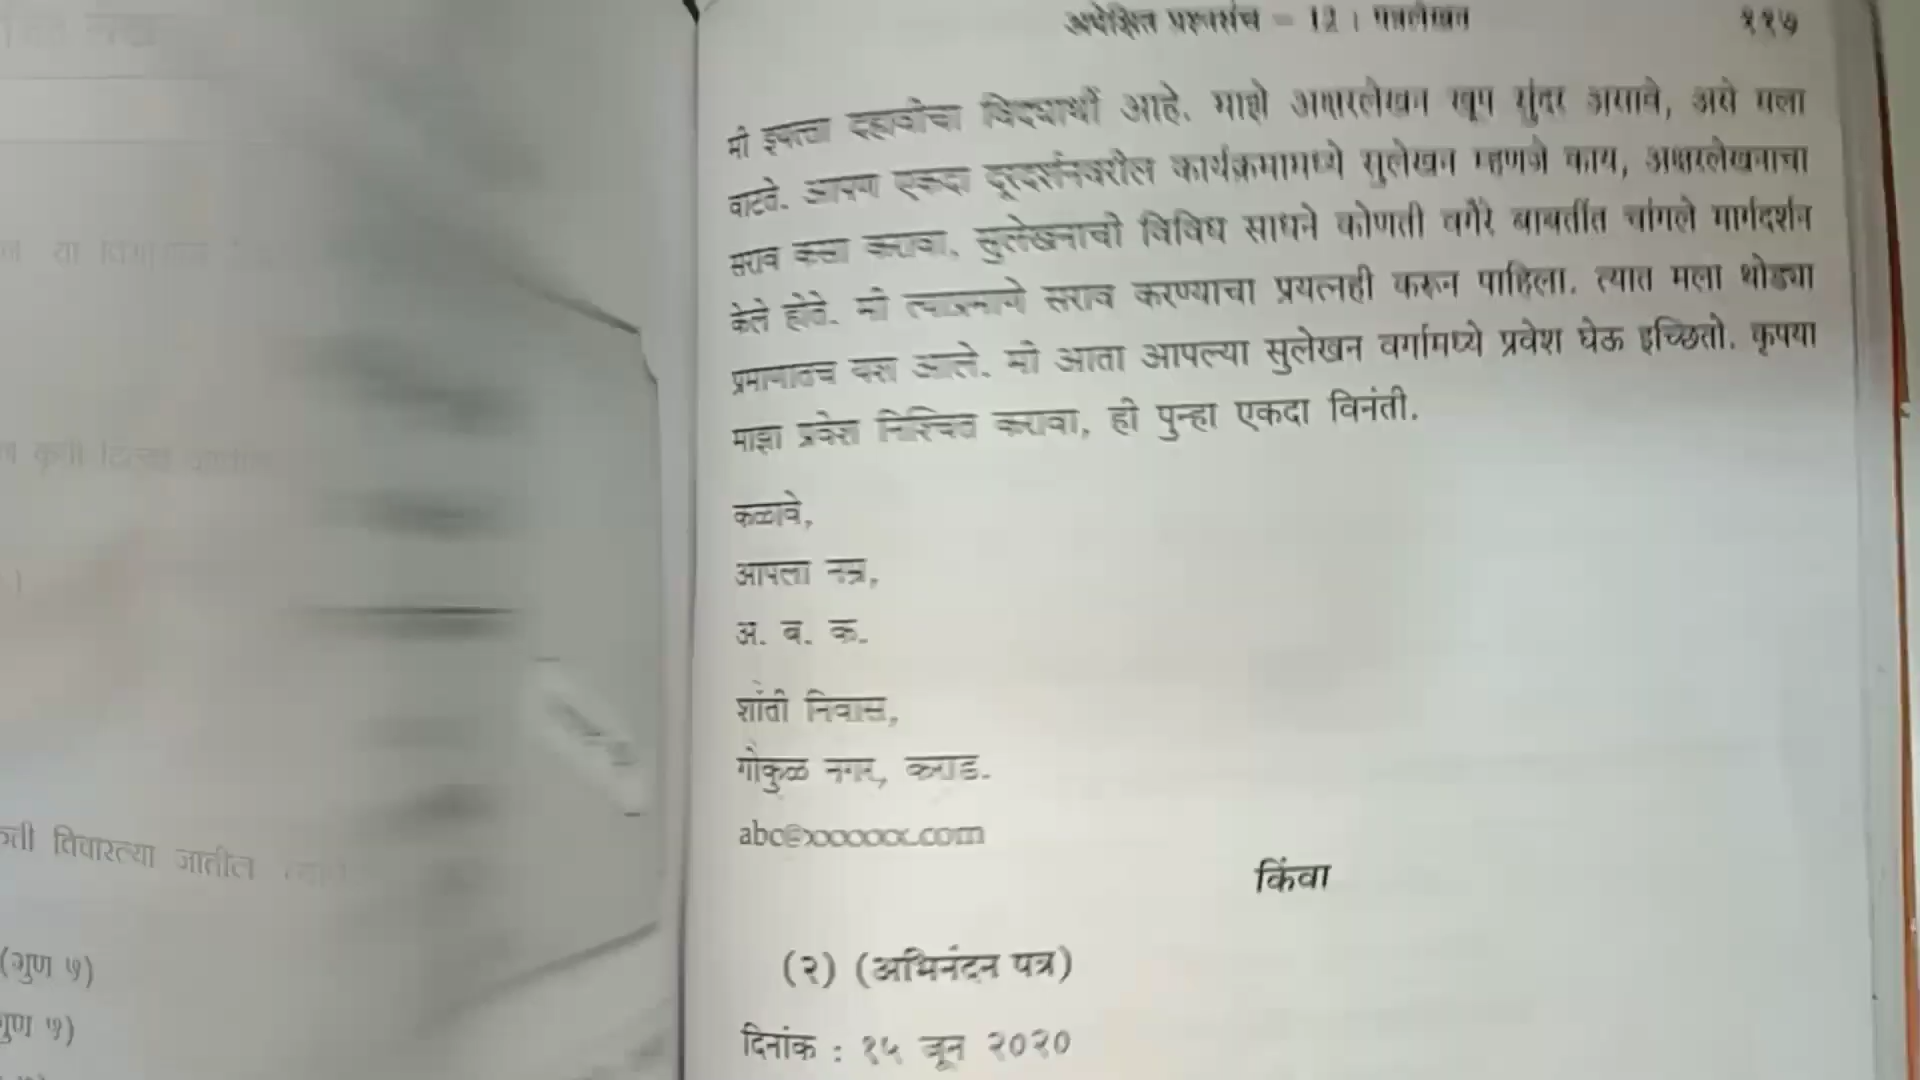 अपेक्षित प्रश्नसंच – 12 : पत्रलेखन ११७
मी इयत्ता दहावीचा विद्यार्थी आहे. माझे अक्षरलेखन खूप सुंदर असावे, असे मला
वाटते. आपण एकदा दूरदर्शनवरील कार्यक्रमामध्ये सुलेखन म्हणजे काय, अक्षरलेखनाचा
सराव कसा करावा, सुलेखनाची विविध साधने कोणती वगैरे बाबतींत चांगले मार्गदर्शन
केले होते. मी त्याप्रमाणे सराव करण्याचा प्रयत्नही करून पाहिला. त्यात मला थोड्या
प्रमाणातच यश आले. मी आता आपल्या सुलेखन वर्गामध्ये प्रवेश घेऊ इच्छितो. कृपया
माझा प्रवेश निश्चित करावा, ही पुन्हा एकदा विनंती.
कळावे,
आपला नम्र,
अ. ब. क.
शांती निवास,
गोकुळ नगर, कराड.
abc@xxxxxx.com
किंवा
(२) (अभिनंदन पत्र)
दिनांक : १५ जून २०२०
विचारल्या जातील
(गुण ५)
गुण ५)